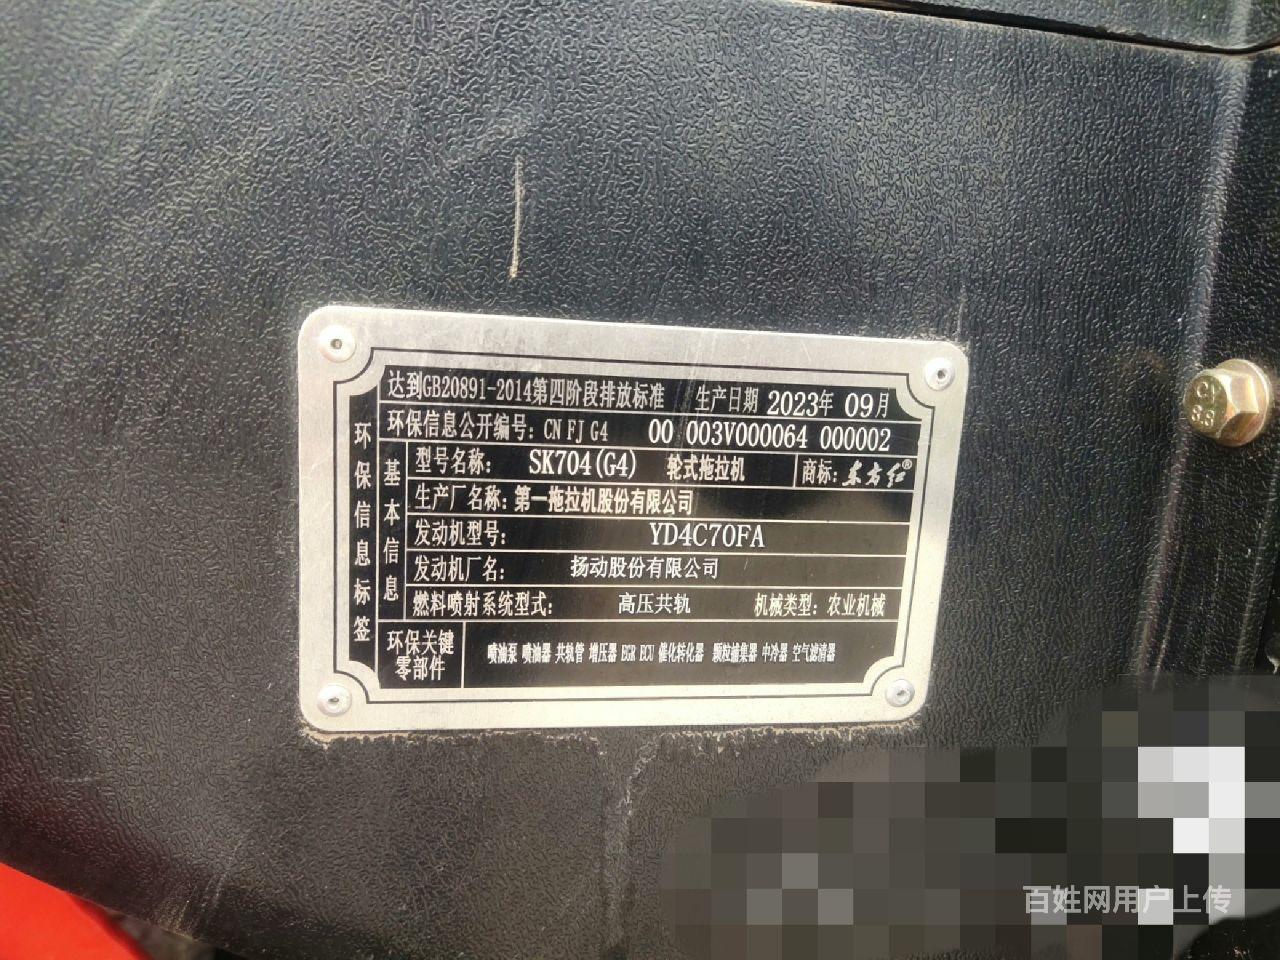 达到GB20891-2014第四阶段排放标准 生产日期 2023年 09月
环保信息公开编号: CN FJ G4 00 003V000064 000002
环保信息标签
基本信息
型号名称: SK704(G4) 轮式拖拉机 商标: 东方红®
生产厂名称: 第一拖拉机股份有限公司
发动机型号: YD4C70FA
发动机厂名: 扬动股份有限公司
燃料喷射系统型式: 高压共轨 机械类型: 农业机械
环保关键零部件
喷油泵 喷油器 共轨管 增压器 EGR ECU 催化转化器 颗粒捕集器 中冷器 空气滤清器
百姓网用户上传